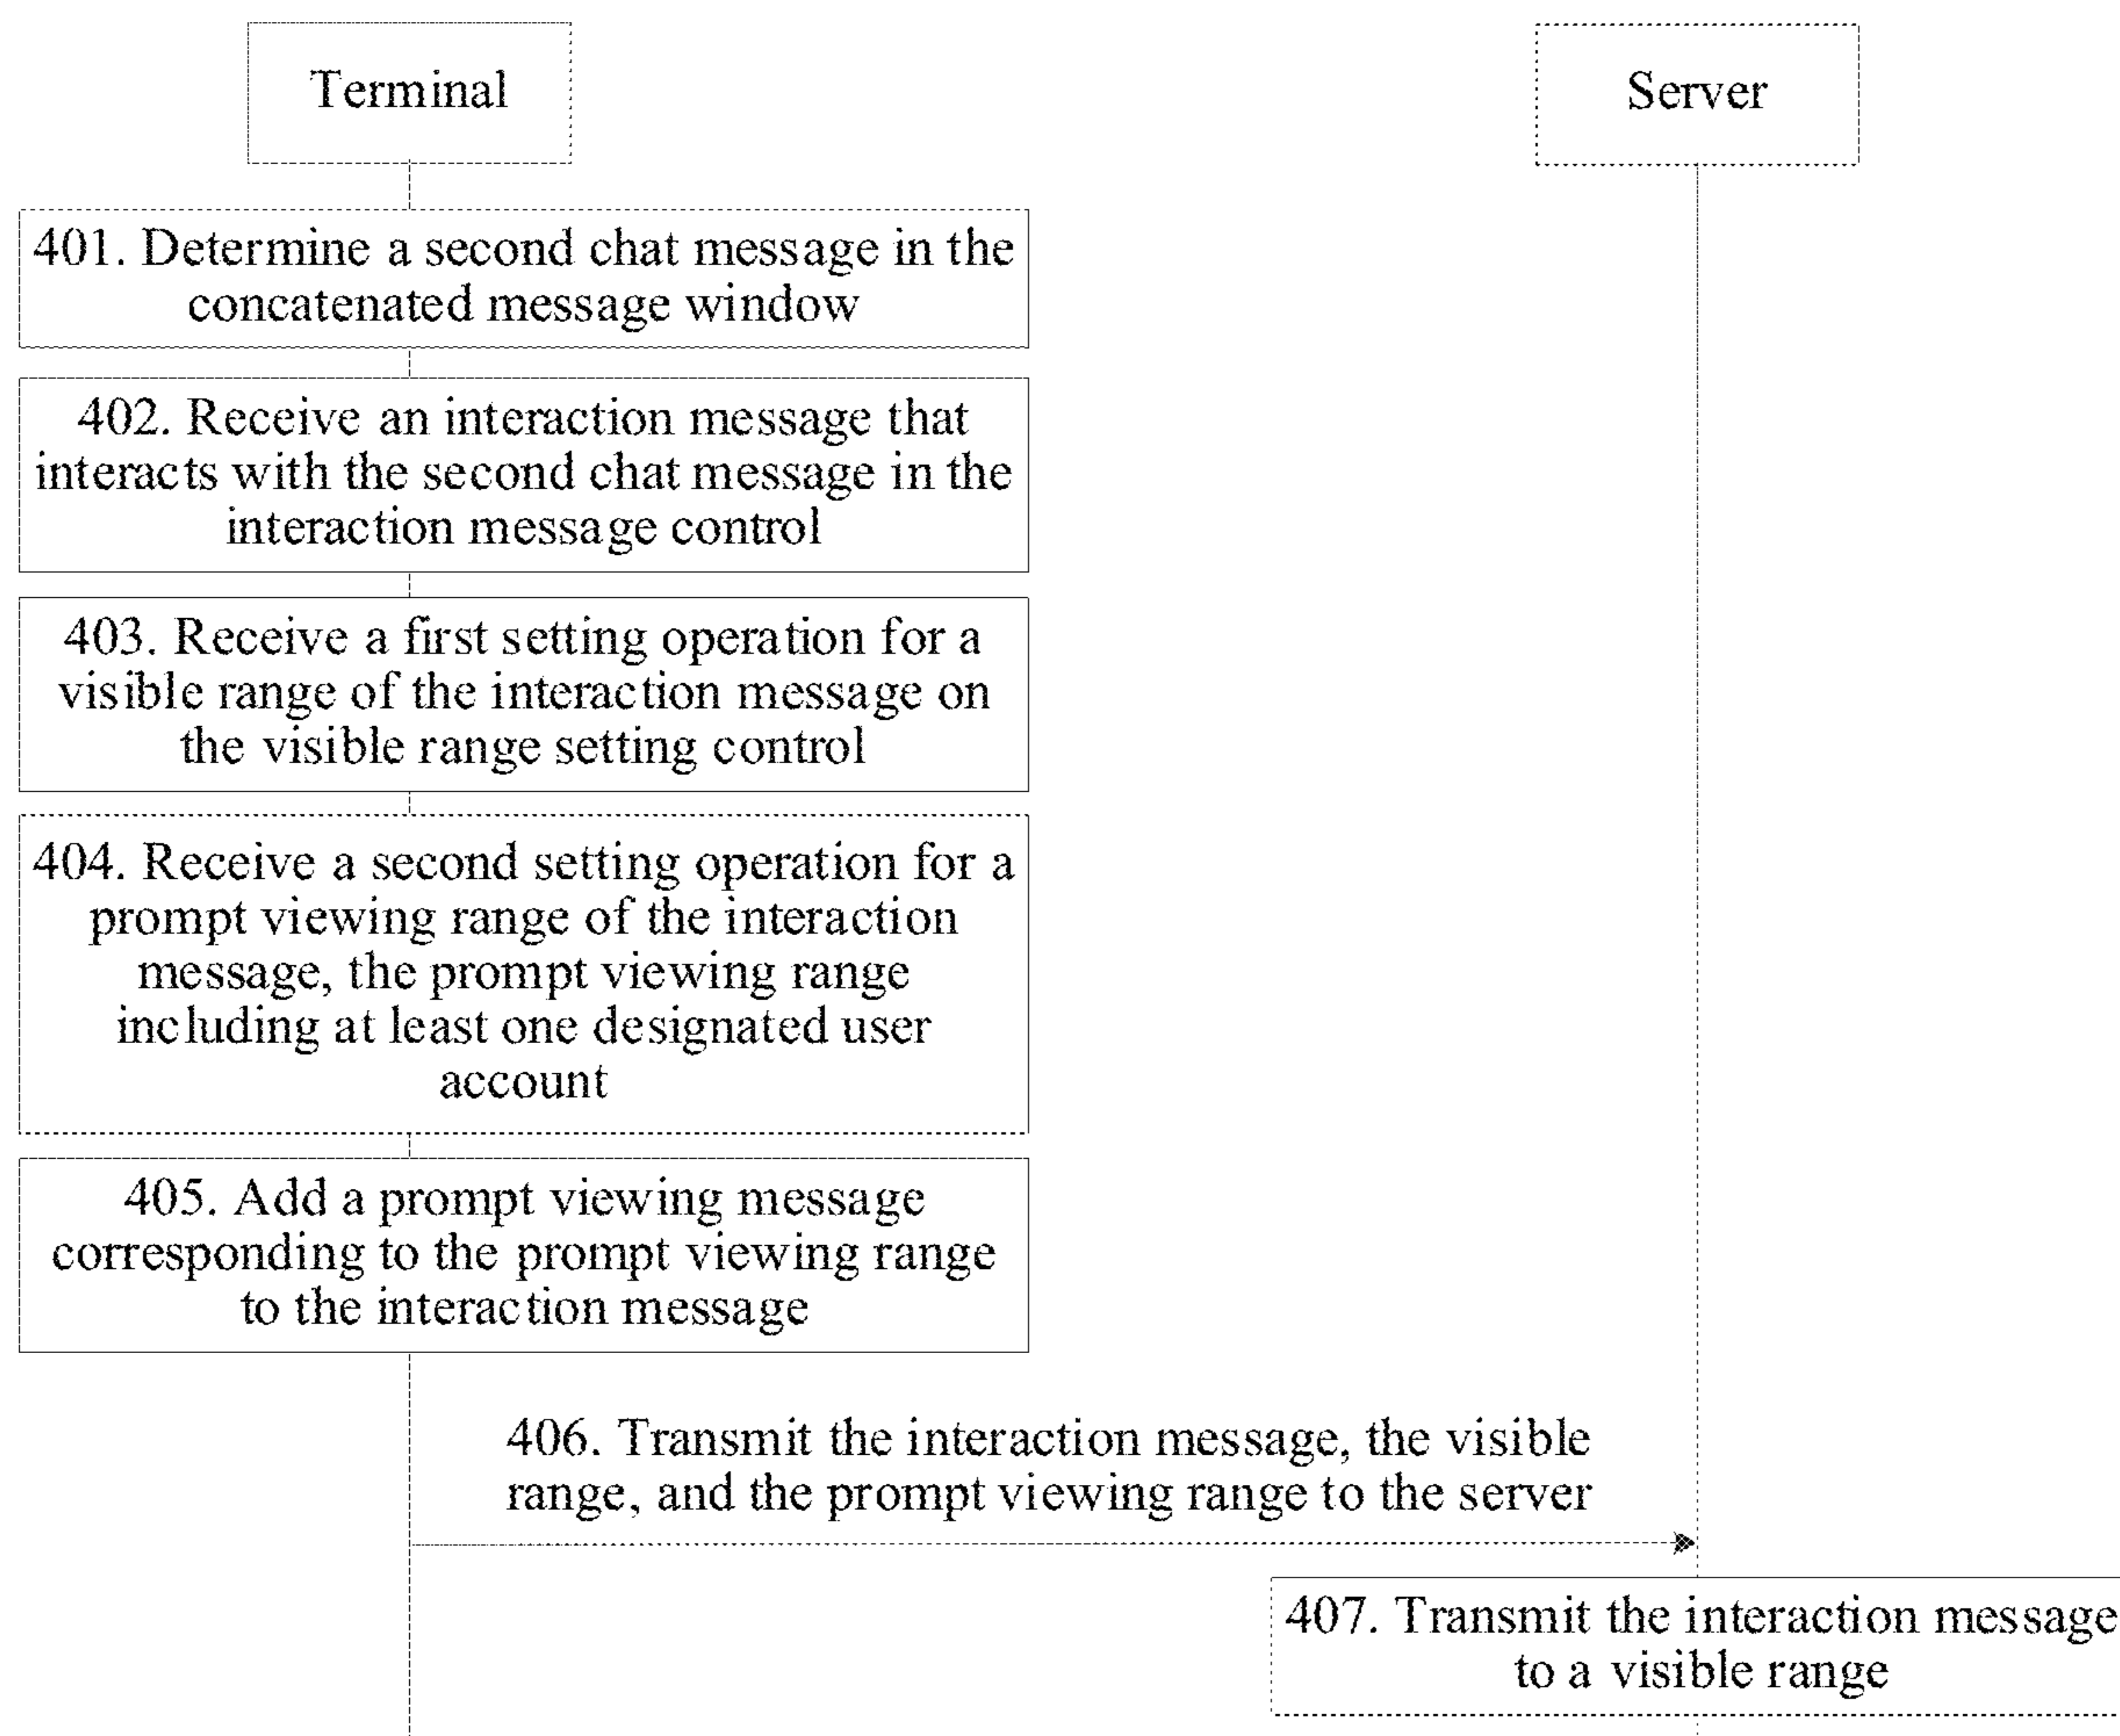 Terminal
Server
401. Determine a second chat message in the
concatenated message window
402. Receive an interaction message that
interacts with the second chat message in the
interaction message control
403. Receive a first setting operation for a
visible range of the interaction message on
the visible range setting control
404. Receive a second setting operation for a
prompt viewing range of the interaction
message, the prompt viewing range
including at least one designated user
account
405. Add a prompt viewing message
corresponding to the prompt viewing range
to the interaction message
406. Transmit the interaction message, the visible
range, and the prompt viewing range to the server
407. Transmit the interaction message
to a visible range